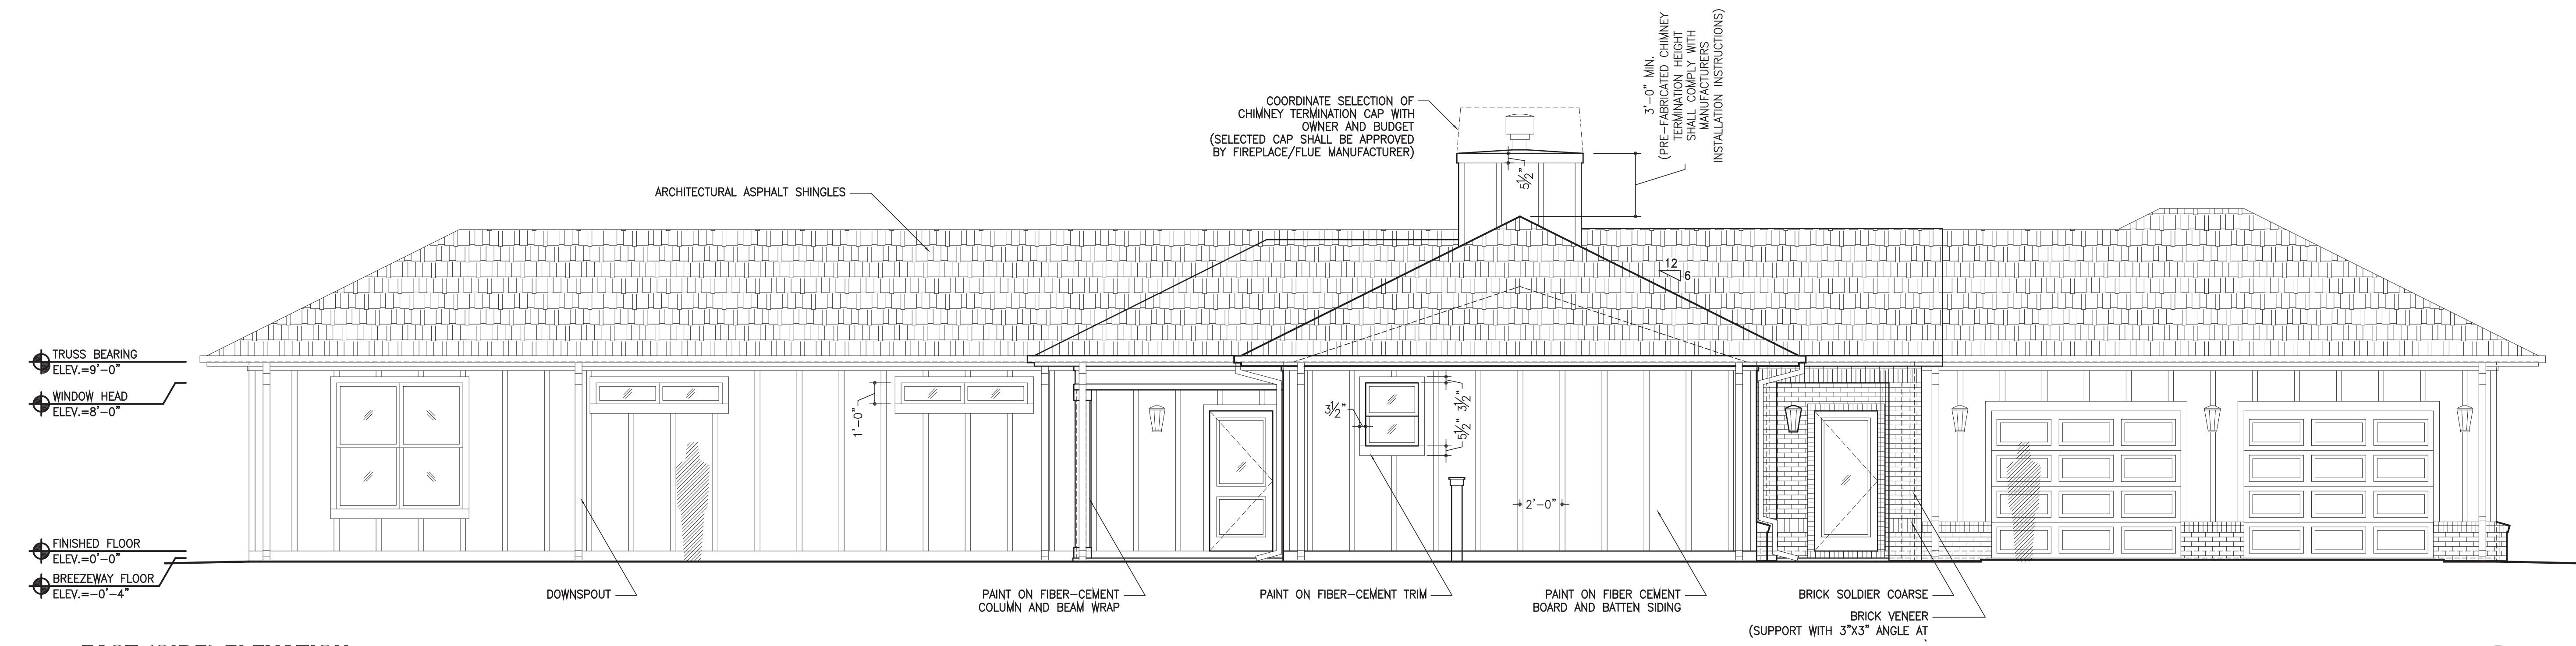 3'-0" MIN.
(PRE-FABRICATED CHIMNEY
TERMINATION HEIGHT
SHALL COMPLY WITH
MANUFACTURERS
INSTALLATION INSTRUCTIONS)
COORDINATE SELECTION OF
CHIMNEY TERMINATION CAP WITH
OWNER AND BUDGET
(SELECTED CAP SHALL BE APPROVED
BY FIREPLACE/FLUE MANUFACTURER)
5½"
ARCHITECTURAL ASPHALT SHINGLES
12
6
TRUSS BEARING
ELEV.=9'-0"
WINDOW HEAD
ELEV.=8'-0"
1'-0"
3½"
3½"
5½"
2'-0"
FINISHED FLOOR
ELEV.=0'-0"
BREEZEWAY FLOOR
ELEV.=-0'-4"
DOWNSPOUT
PAINT ON FIBER-CEMENT
COLUMN AND BEAM WRAP
PAINT ON FIBER-CEMENT TRIM
PAINT ON FIBER CEMENT
BOARD AND BATTEN SIDING
BRICK SOLDIER COARSE
BRICK VENEER
(SUPPORT WITH 3"X3" ANGLE AT
EAST (SIDE) ELEVATION